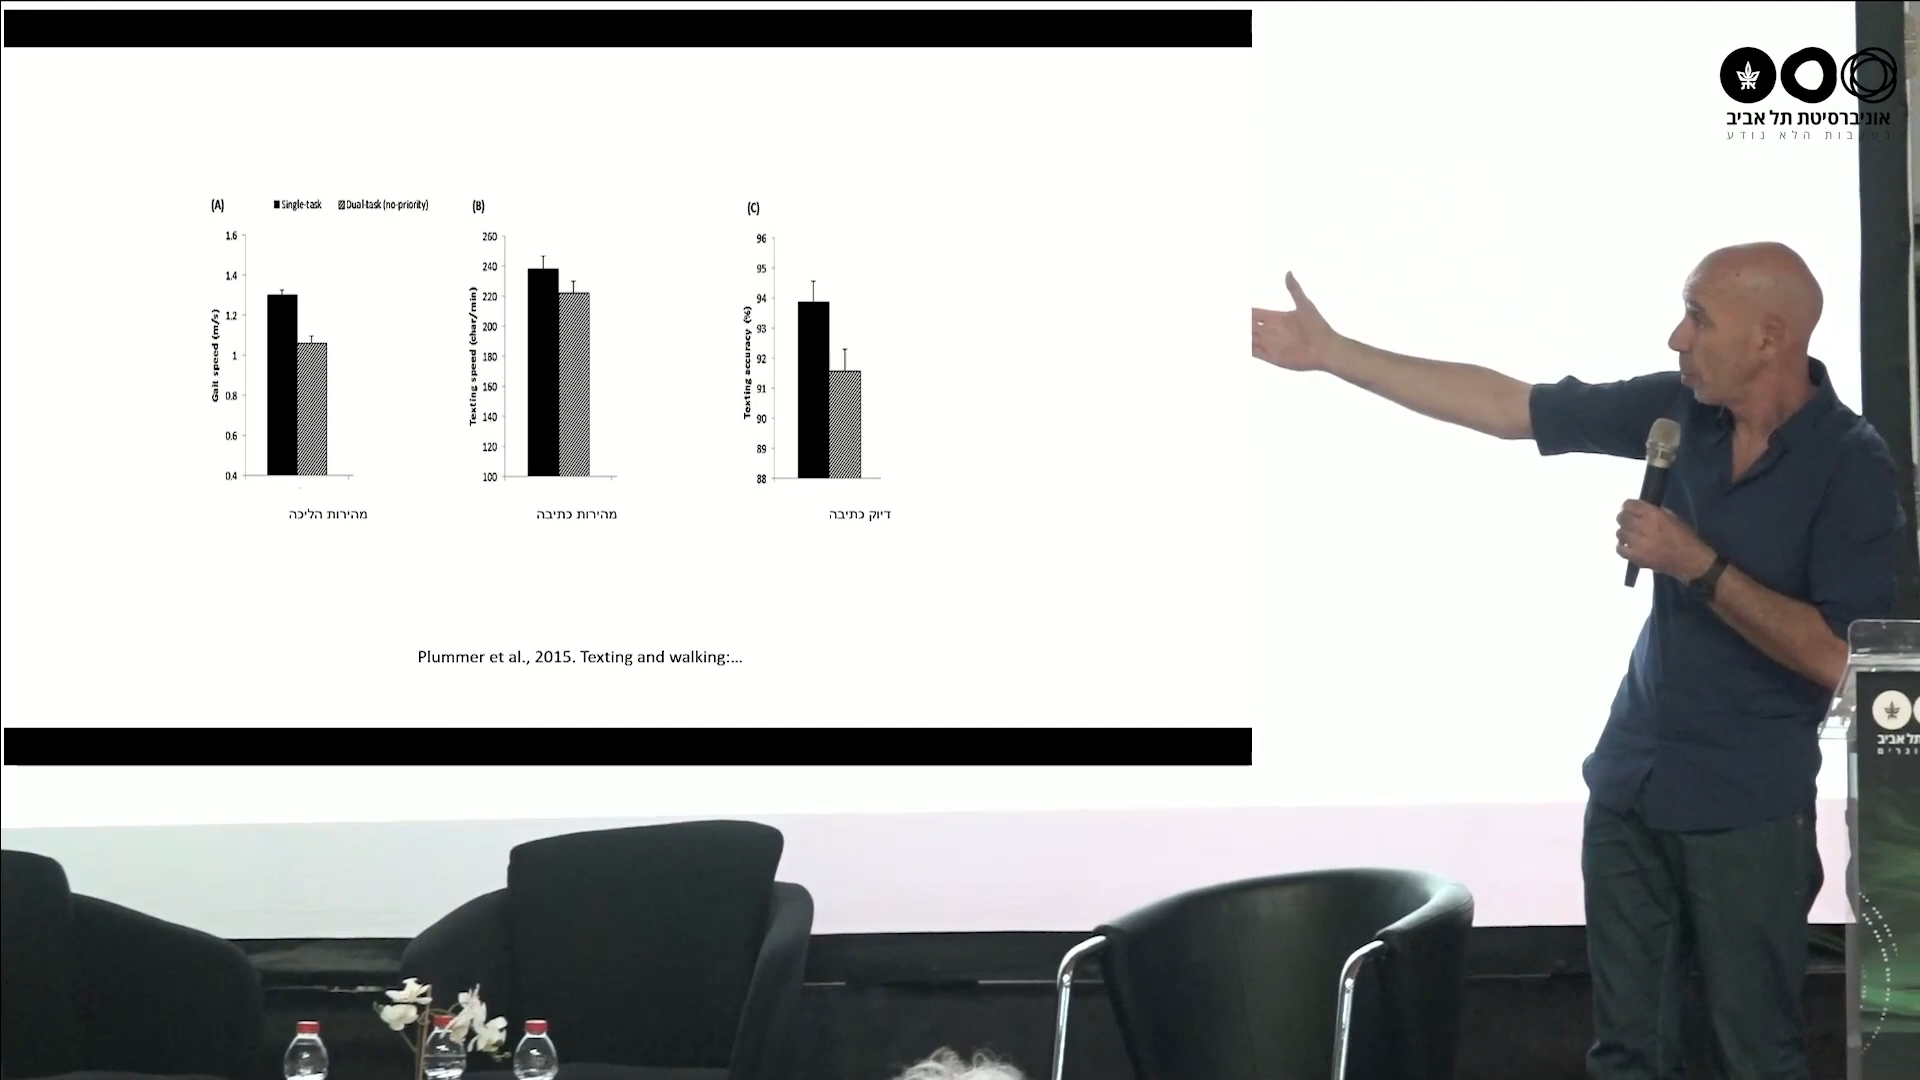 (A)
Single-task
Dual-task (no-priority)
1.6
1.4
1.2
1
0.8
0.6
0.4
Gait speed (m/s)
מהירות הליכה
(B)
260
240
220
200
180
160
140
120
100
Texting speed (char/min)
מהירות כתיבה
(C)
96
95
94
93
92
91
90
89
88
Texting accuracy (%)
דיוק כתיבה
Plummer et al., 2015. Texting and walking:...
אוניברסיטת תל אביב
בעקבות הלא נודע
תל אביב